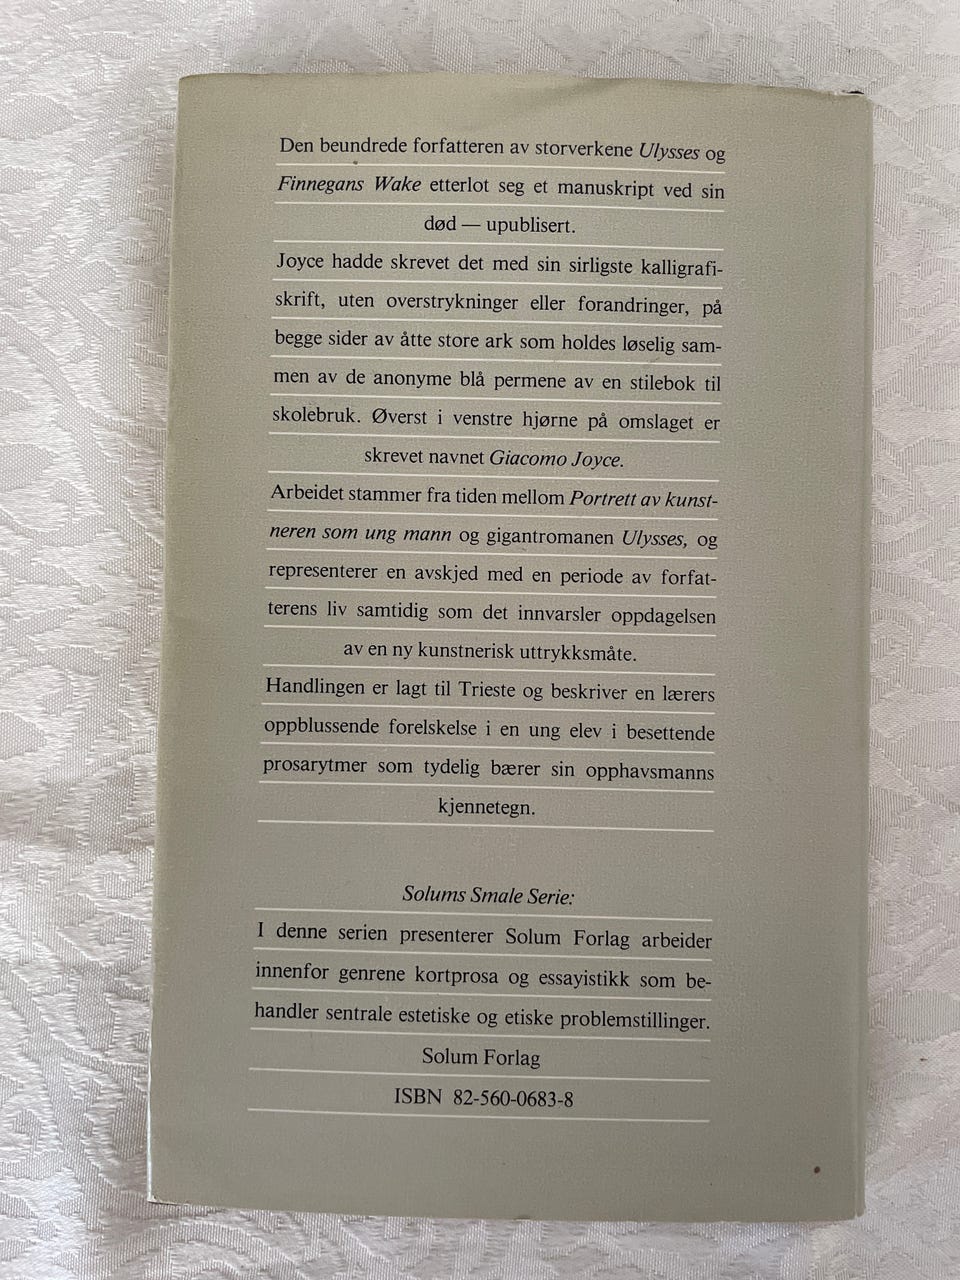 Den beundrede forfatteren av storverkene Ulysses og
Finnegans Wake etterlot seg et manuskript ved sin
død — upublisert.
Joyce hadde skrevet det med sin sirligste kalligrafi-
skrift, uten overstrykninger eller forandringer, på
begge sider av åtte store ark som holdes løselig sam-
men av de anonyme blå permene av en stilebok til
skolebruk. Øverst i venstre hjørne på omslaget er
skrevet navnet Giacomo Joyce.
Arbeidet stammer fra tiden mellom Portrett av kunst-
neren som ung mann og gigantromanen Ulysses, og
representerer en avskjed med en periode av forfat-
terens liv samtidig som det innvarsler oppdagelsen
av en ny kunstnerisk uttrykksmåte.
Handlingen er lagt til Trieste og beskriver en lærers
oppblussende forelskelse i en ung elev i besettende
prosarytmer som tydelig bærer sin opphavsmanns
kjennetegn.
Solums Smale Serie:
I denne serien presenterer Solum Forlag arbeider
innenfor genrene kortprosa og essayistikk som be-
handler sentrale estetiske og etiske problemstillinger.
Solum Forlag
ISBN 82-560-0683-8